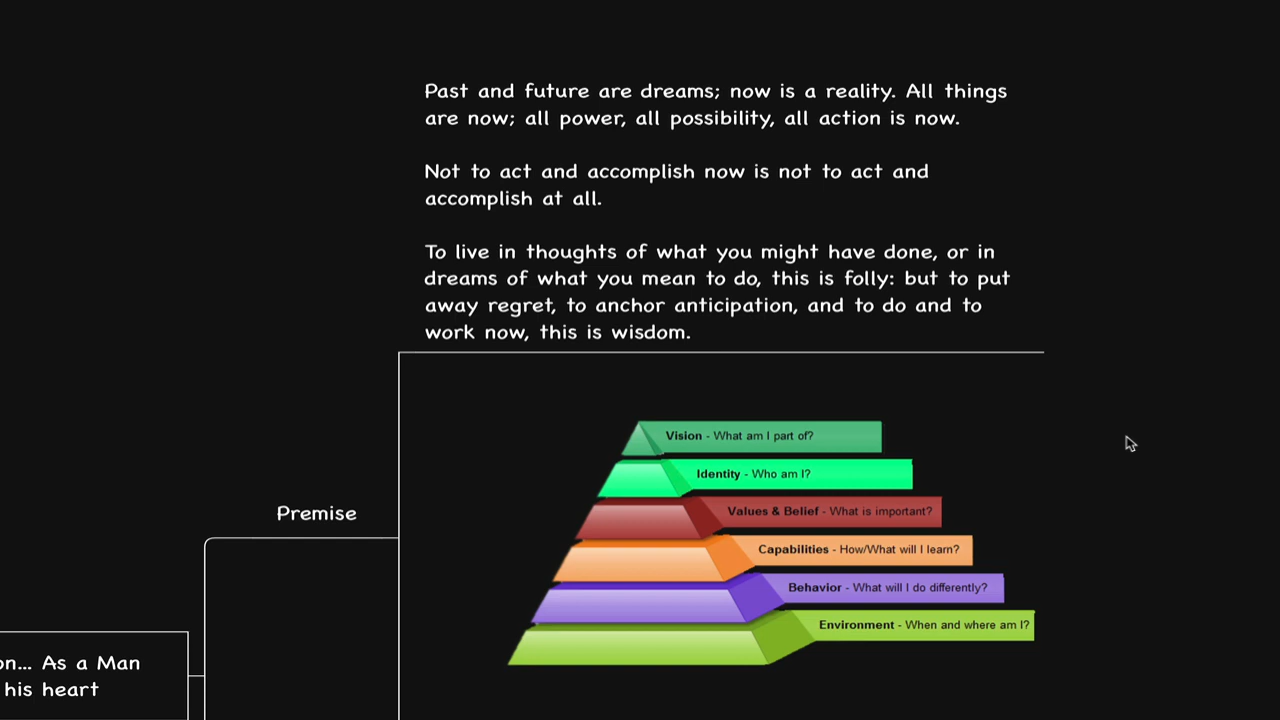 Past and future are dreams; now is a reality. All things
are now; all power, all possibility, all action is now.
Not to act and accomplish now is not to act and
accomplish at all.
To live in thoughts of what you might have done, or in
dreams of what you mean to do, this is folly: but to put
away regret, to anchor anticipation, and to do and to
work now, this is wisdom.
Vision - What am I part of?
Identity - Who am I?
Values & Belief - What is important?
Capabilities - How/What will I learn?
Behavior - What will I do differently?
Environment - When and where am I?
Premise
on... As a Man
his heart